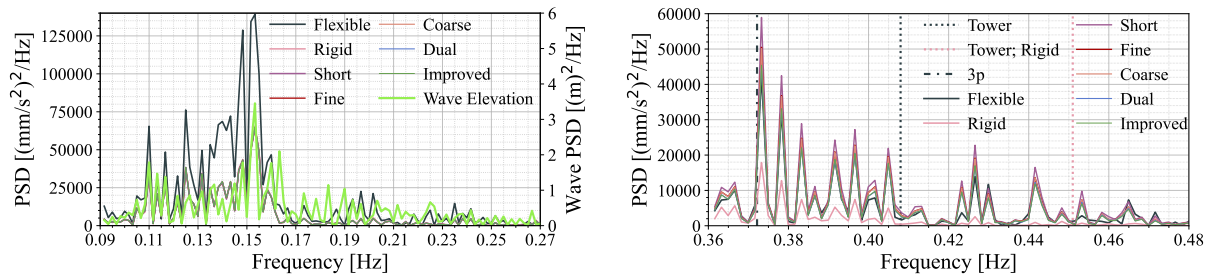 125000
100000
75000
50000
25000
0
PSD [(mm/s²)²/Hz]
Flexible
Rigid
Short
Fine
Coarse
Dual
Improved
Wave Elevation
6
5
4
3
2
1
0
Wave PSD [(m)²/Hz]
0.09 0.11 0.13 0.15 0.17 0.19 0.21 0.23 0.25 0.27
Frequency [Hz]
60000
50000
40000
30000
20000
10000
0
PSD [(mm/s²)²/Hz]
Tower
Tower; Rigid
3p
Flexible
Rigid
Short
Fine
Coarse
Dual
Improved
0.36 0.38 0.40 0.42 0.44 0.46 0.48
Frequency [Hz]